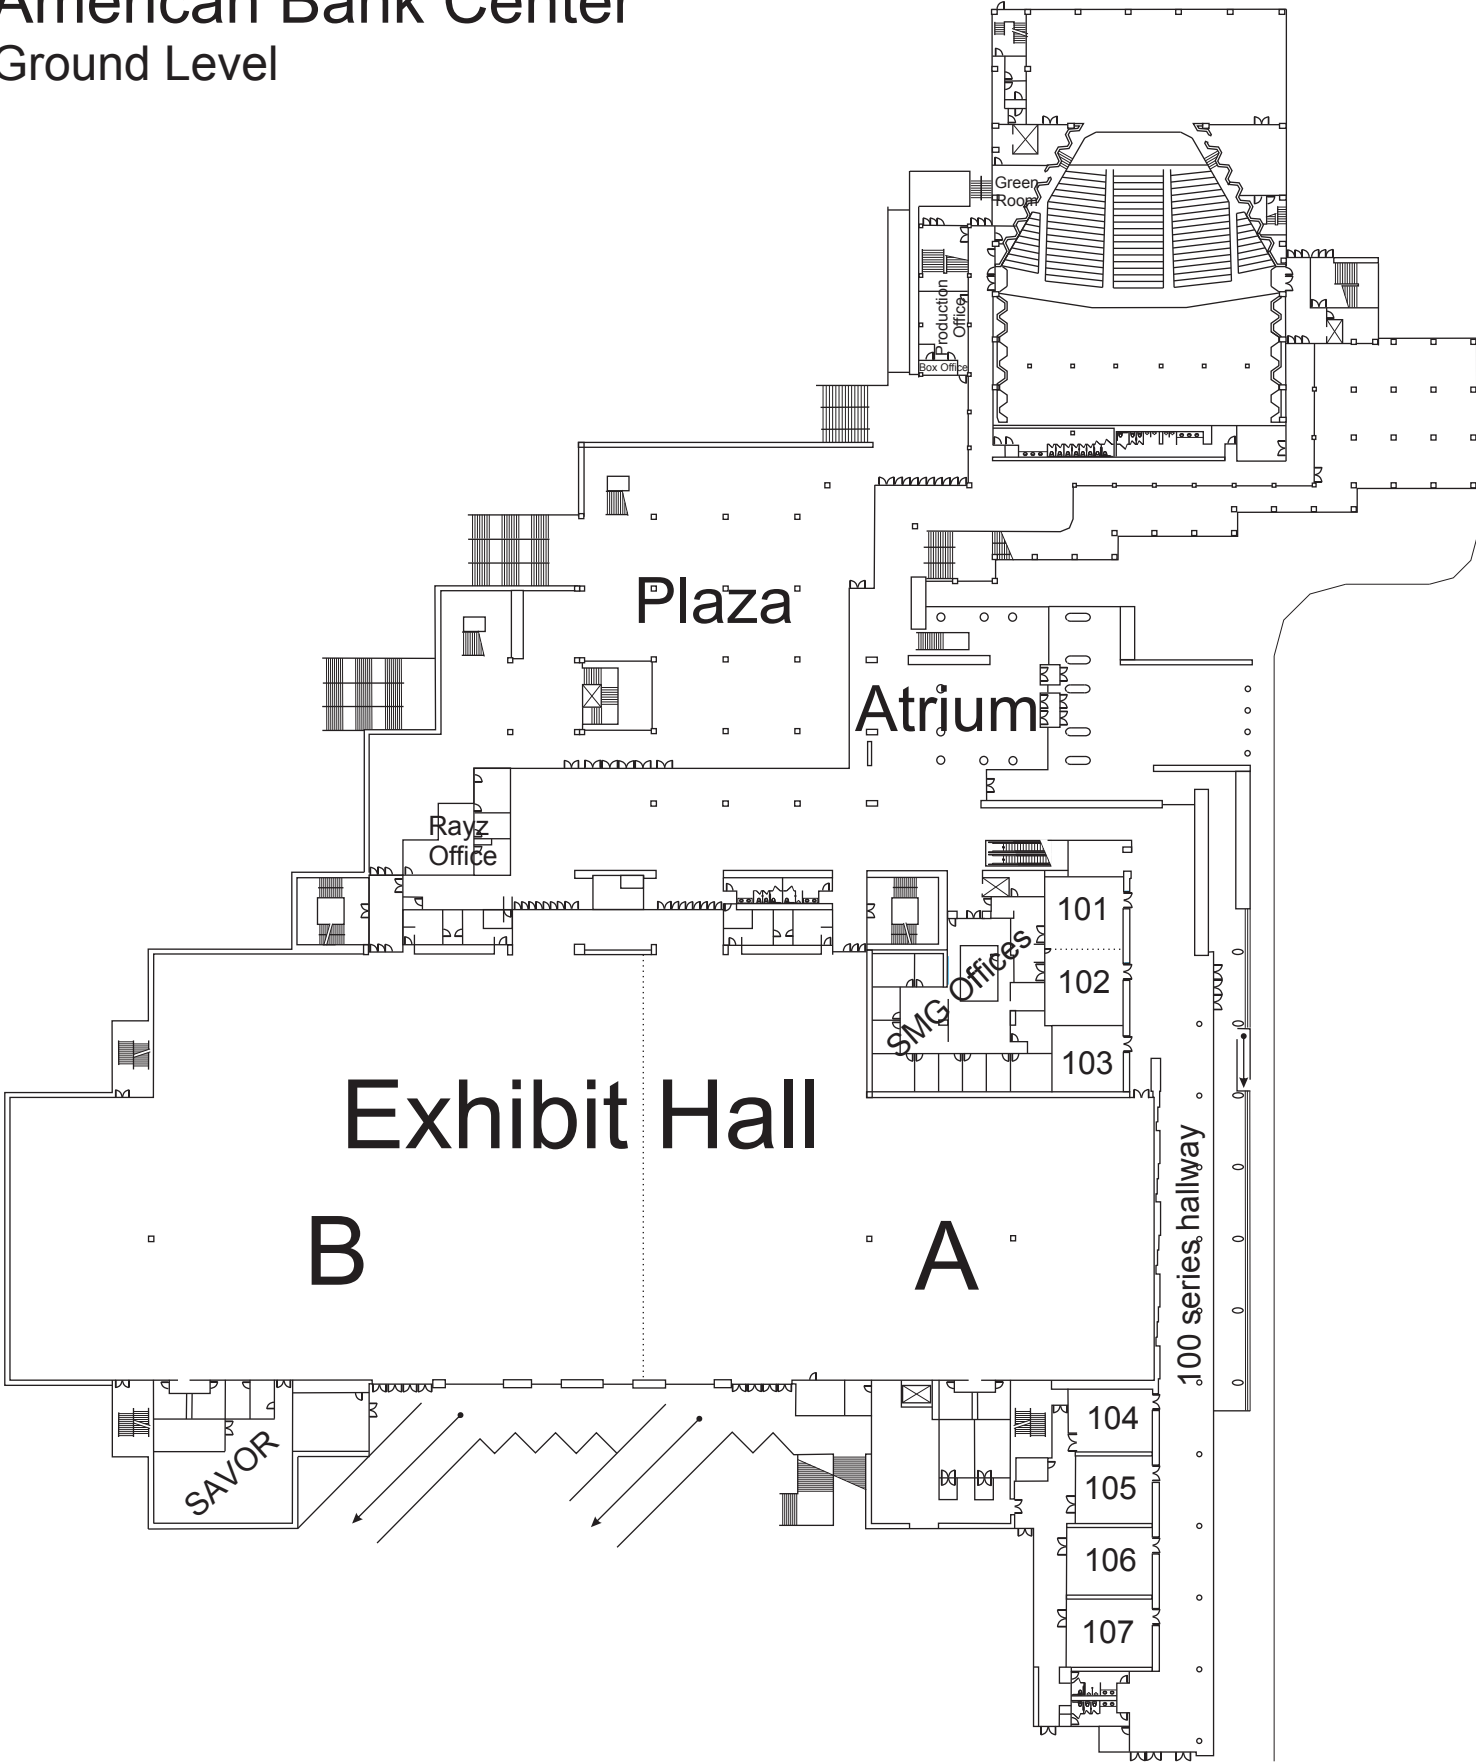 American Bank Center
Ground Level
Green
Room
Production
Office
Box Office
Plaza
Atrium
Rayz
Office
101
SMG Offices
102
103
Exhibit Hall
B
A
100 series hallway
104
SAVOR
105
106
107